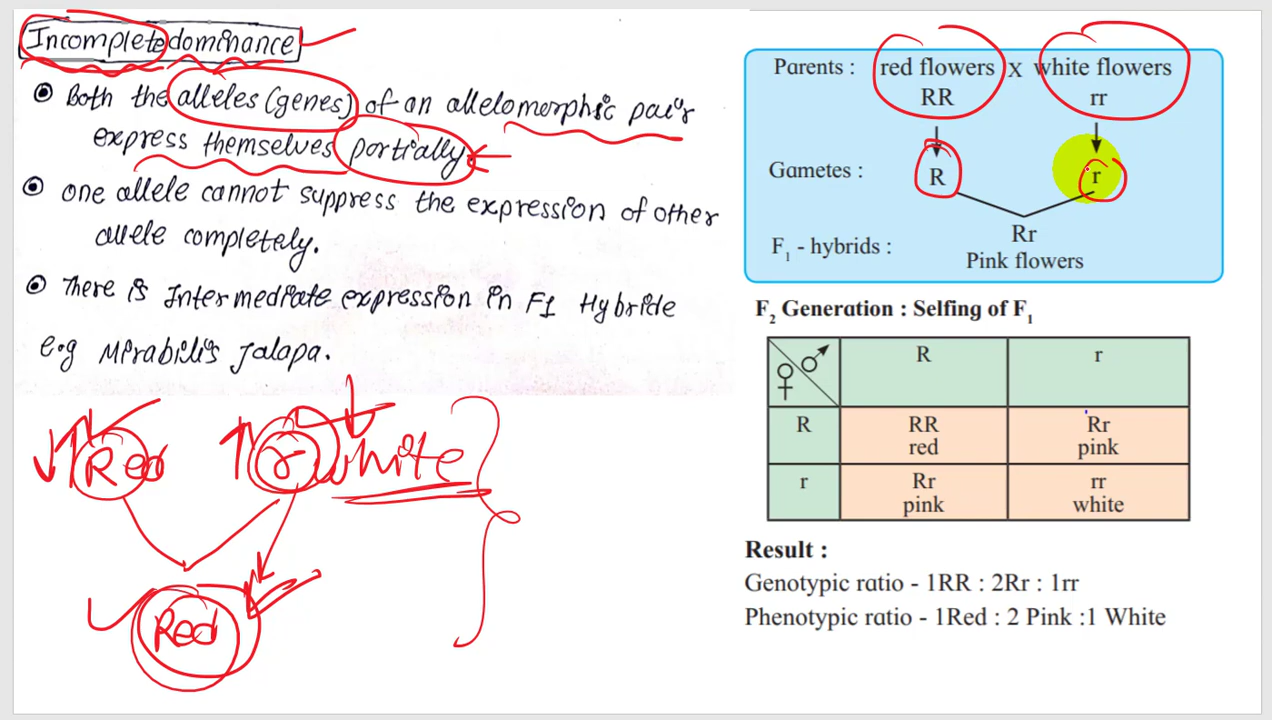 Incomplete dominance
Both the alleles (genes) of an allelomorphic pair
express themselves partially
one allele cannot suppress the expression of other
allele completely.
There is Intermediate expression in F1 Hybride
e.g Mirabilis Jalapa.
Red r white
Red
Parents : red flowers X white flowers
RR rr
Gametes : R r
Rr
F1 - hybrids :
Pink flowers
F2 Generation : Selfing of F1
♀ ♂ R r
R RR Rr
red pink
r Rr rr
pink white
Result :
Genotypic ratio - 1RR : 2Rr : 1rr
Phenotypic ratio - 1Red : 2 Pink :1 White